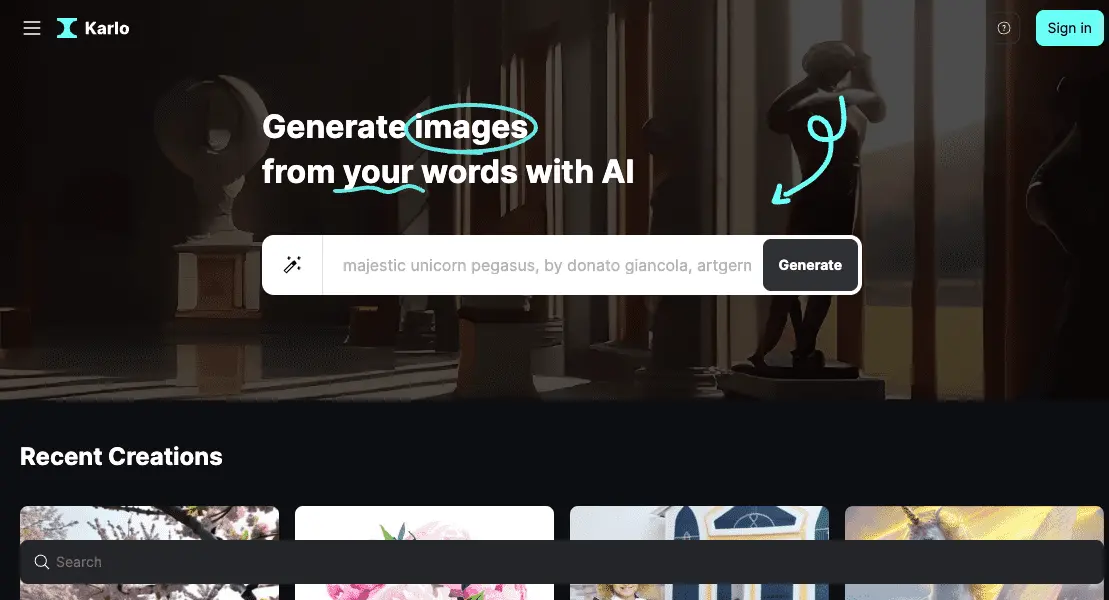 Karlo
Sign in
Generate images
from your words with AI
majestic unicorn pegasus, by donato giancola, artgerm
Generate
Recent Creations
Search